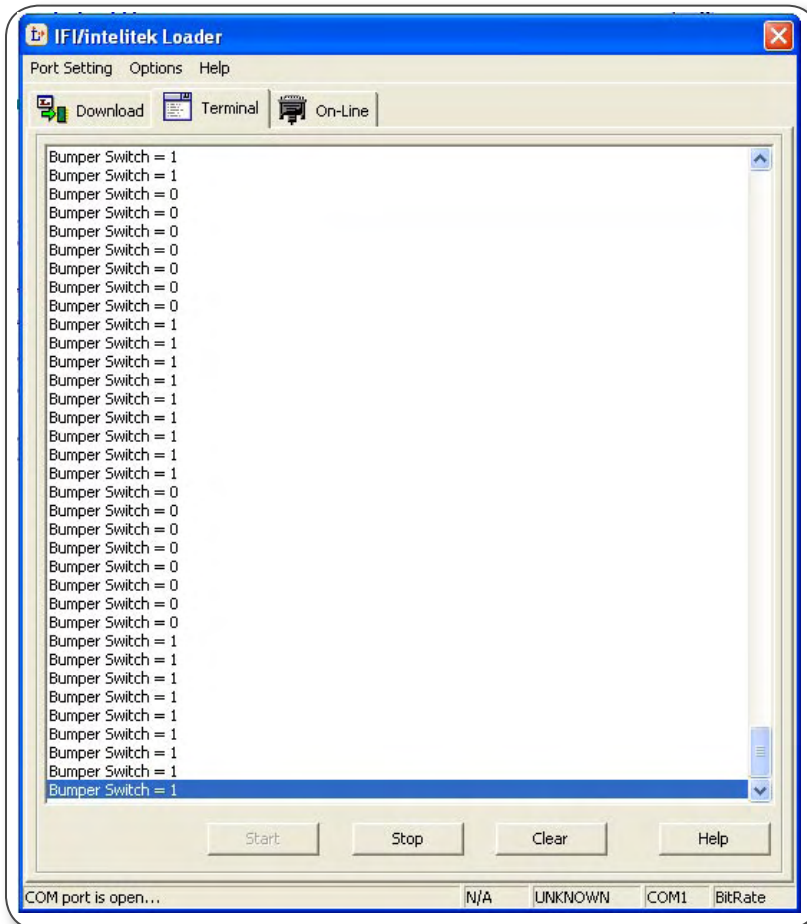 IFI/intelitek Loader
Port Setting Options Help
Download Terminal On-Line
Bumper Switch = 1
Bumper Switch = 1
Bumper Switch = 0
Bumper Switch = 0
Bumper Switch = 0
Bumper Switch = 0
Bumper Switch = 0
Bumper Switch = 0
Bumper Switch = 0
Bumper Switch = 1
Bumper Switch = 1
Bumper Switch = 1
Bumper Switch = 1
Bumper Switch = 1
Bumper Switch = 1
Bumper Switch = 1
Bumper Switch = 1
Bumper Switch = 1
Bumper Switch = 0
Bumper Switch = 0
Bumper Switch = 0
Bumper Switch = 0
Bumper Switch = 0
Bumper Switch = 0
Bumper Switch = 0
Bumper Switch = 0
Bumper Switch = 1
Bumper Switch = 1
Bumper Switch = 1
Bumper Switch = 1
Bumper Switch = 1
Bumper Switch = 1
Bumper Switch = 1
Bumper Switch = 1
Bumper Switch = 1
Start Stop Clear Help
COM port is open... N/A UNKNOWN COM1 BitRate